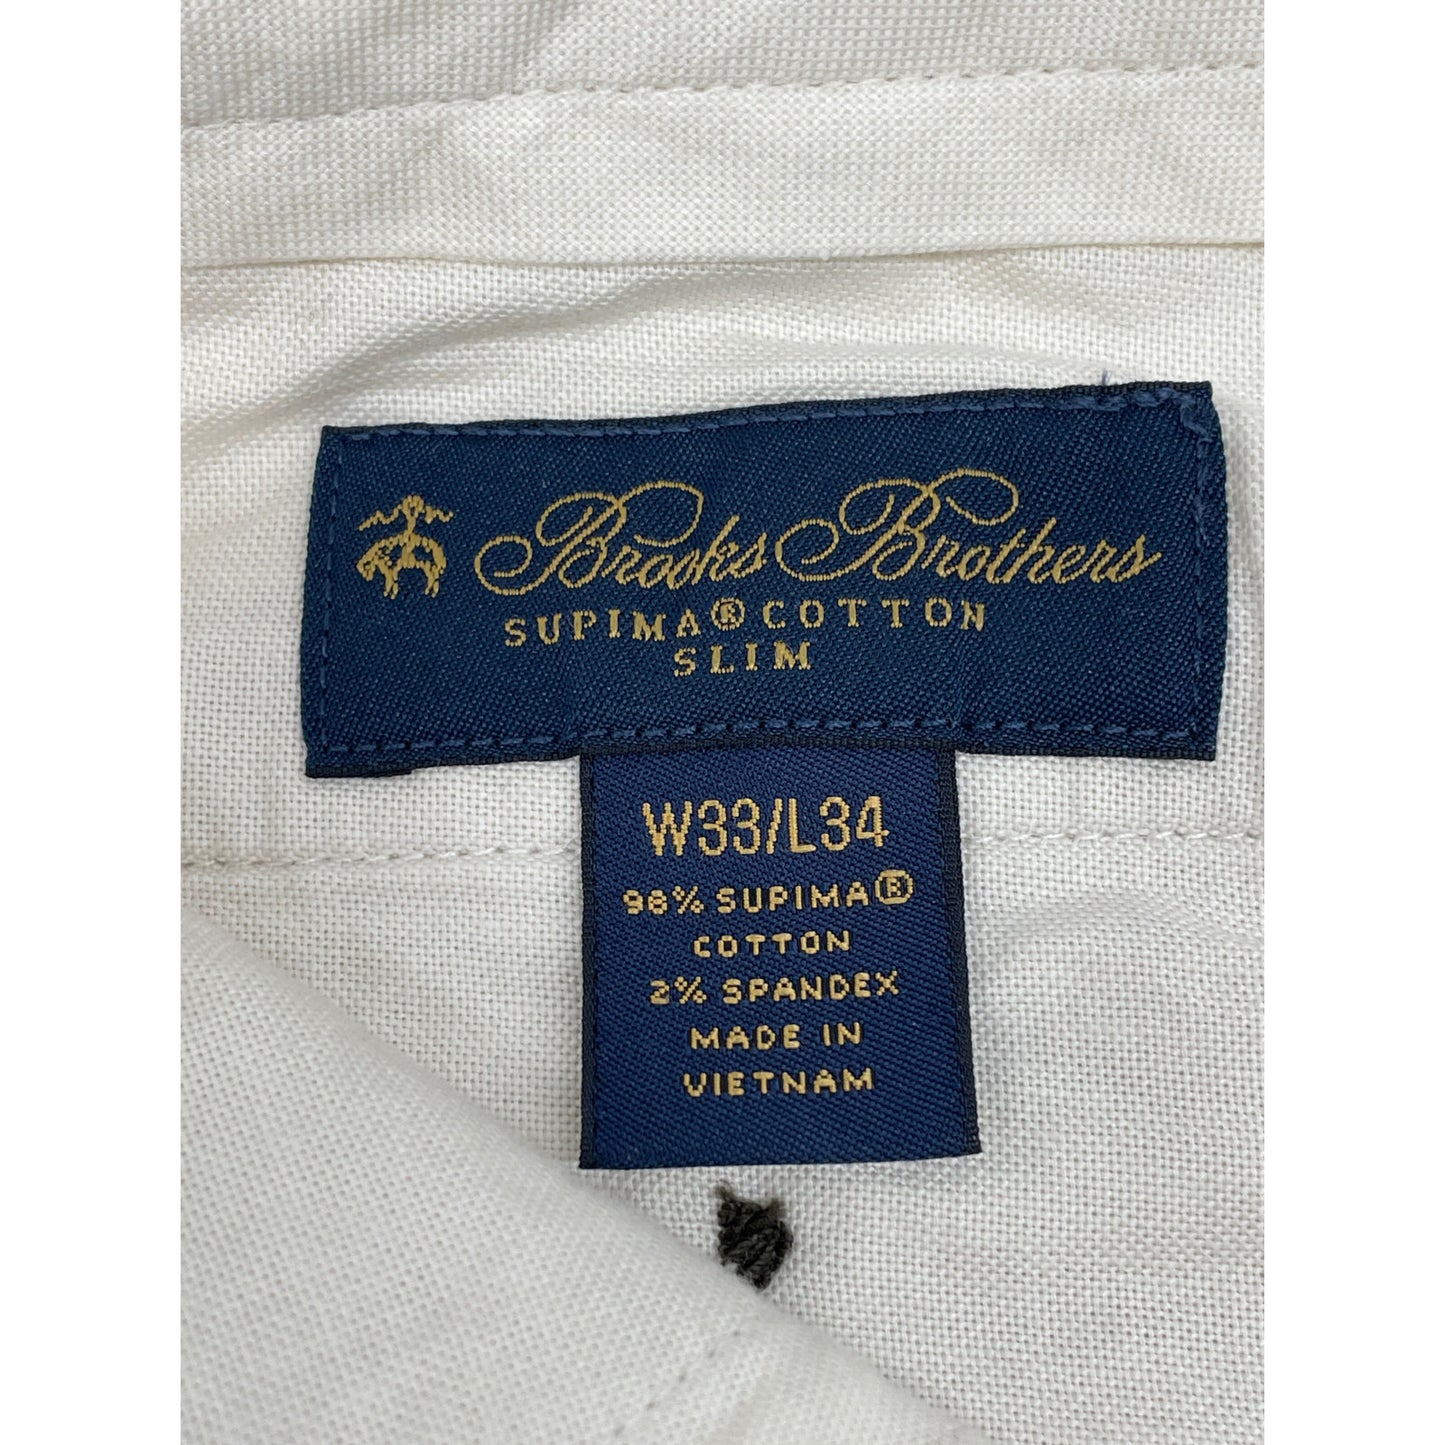 Brooks Brothers
SUPIMA® COTTON
SLIM
W33/L34
98% SUPIMA®
COTTON
2% SPANDEX
MADE IN
VIETNAM